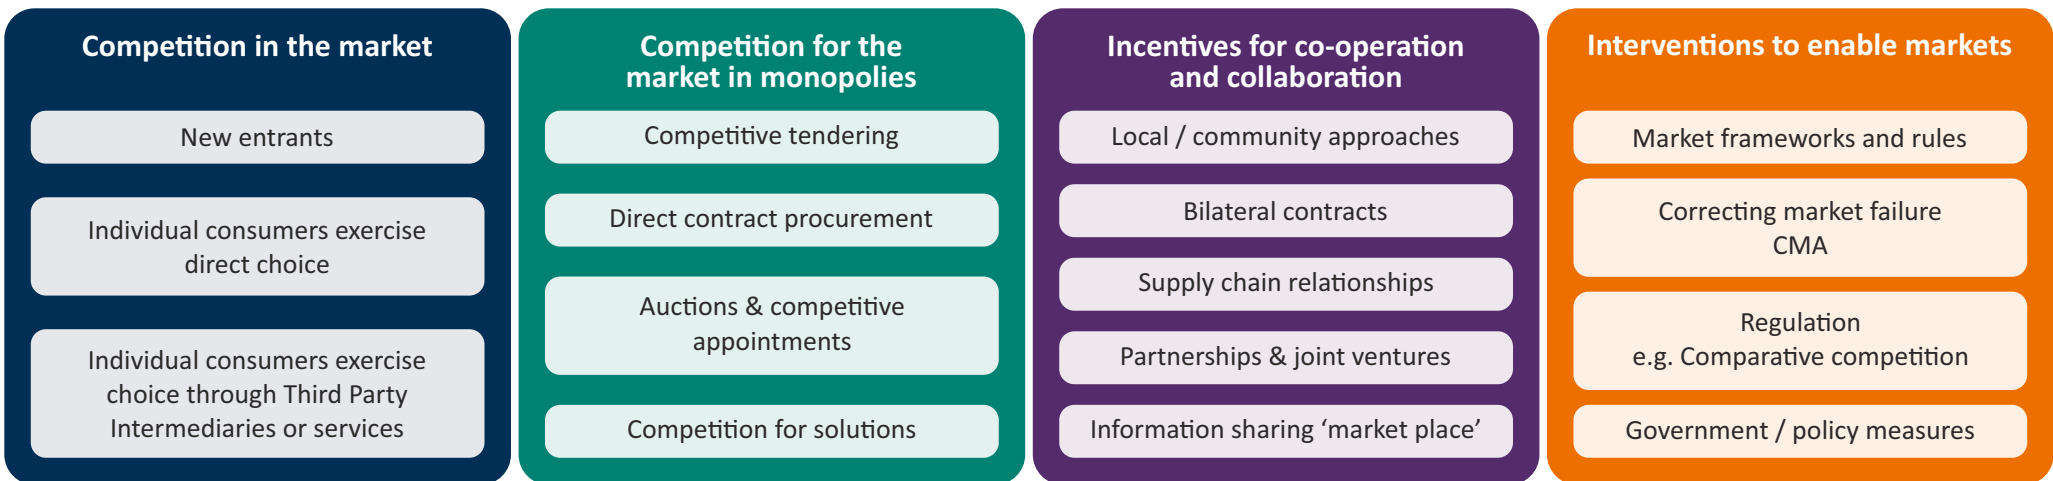 Competition in the market
New entrants
Individual consumers exercise
direct choice
Individual consumers exercise
choice through Third Party
Intermediaries or services
Competition for the
market in monopolies
Competitive tendering
Direct contract procurement
Auctions & competitive
appointments
Competition for solutions
Incentives for co-operation
and collaboration
Local / community approaches
Bilateral contracts
Supply chain relationships
Partnerships & joint ventures
Information sharing ‘market place’
Interventions to enable markets
Market frameworks and rules
Correcting market failure
CMA
Regulation
e.g. Comparative competition
Government / policy measures